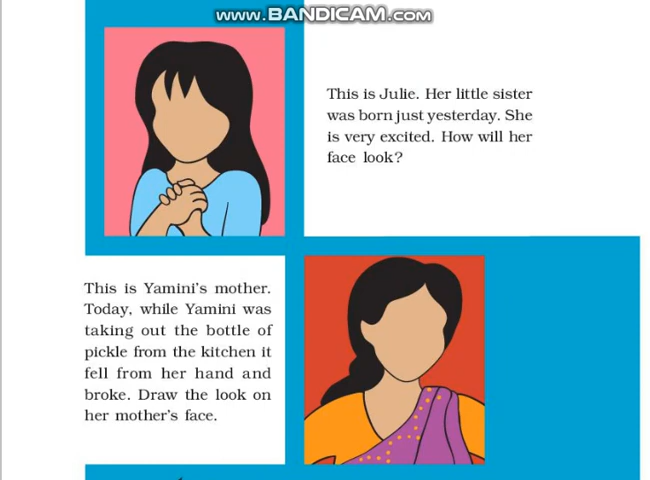 www.BANDICAM.com
This is Julie. Her little sister
was born just yesterday. She
is very excited. How will her
face look?
This is Yamini's mother.
Today, while Yamini was
taking out the bottle of
pickle from the kitchen it
fell from her hand and
broke. Draw the look on
her mother's face.